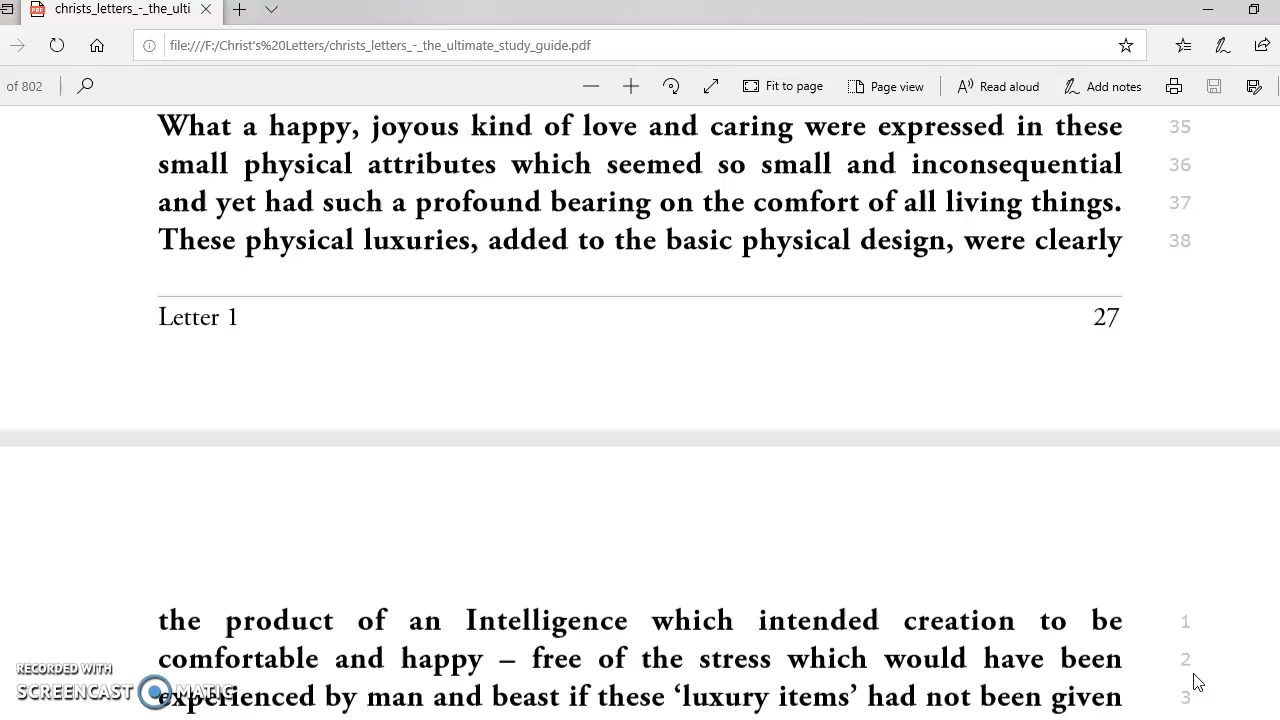 christs_letters_-_the_ulti
file:///F:/Christ's%20Letters/christs_letters_-_the_ultimate_study_guide.pdf
of 802 Fit to page Page view Read aloud Add notes
What a happy, joyous kind of love and caring were expressed in these 35
small physical attributes which seemed so small and inconsequential 36
and yet had such a profound bearing on the comfort of all living things. 37
These physical luxuries, added to the basic physical design, were clearly 38
Letter 1 27
the product of an Intelligence which intended creation to be 1
comfortable and happy – free of the stress which would have been 2
experienced by man and beast if these ‘luxury items’ had not been given 3
RECORDED WITH
SCREENCAST MATIC